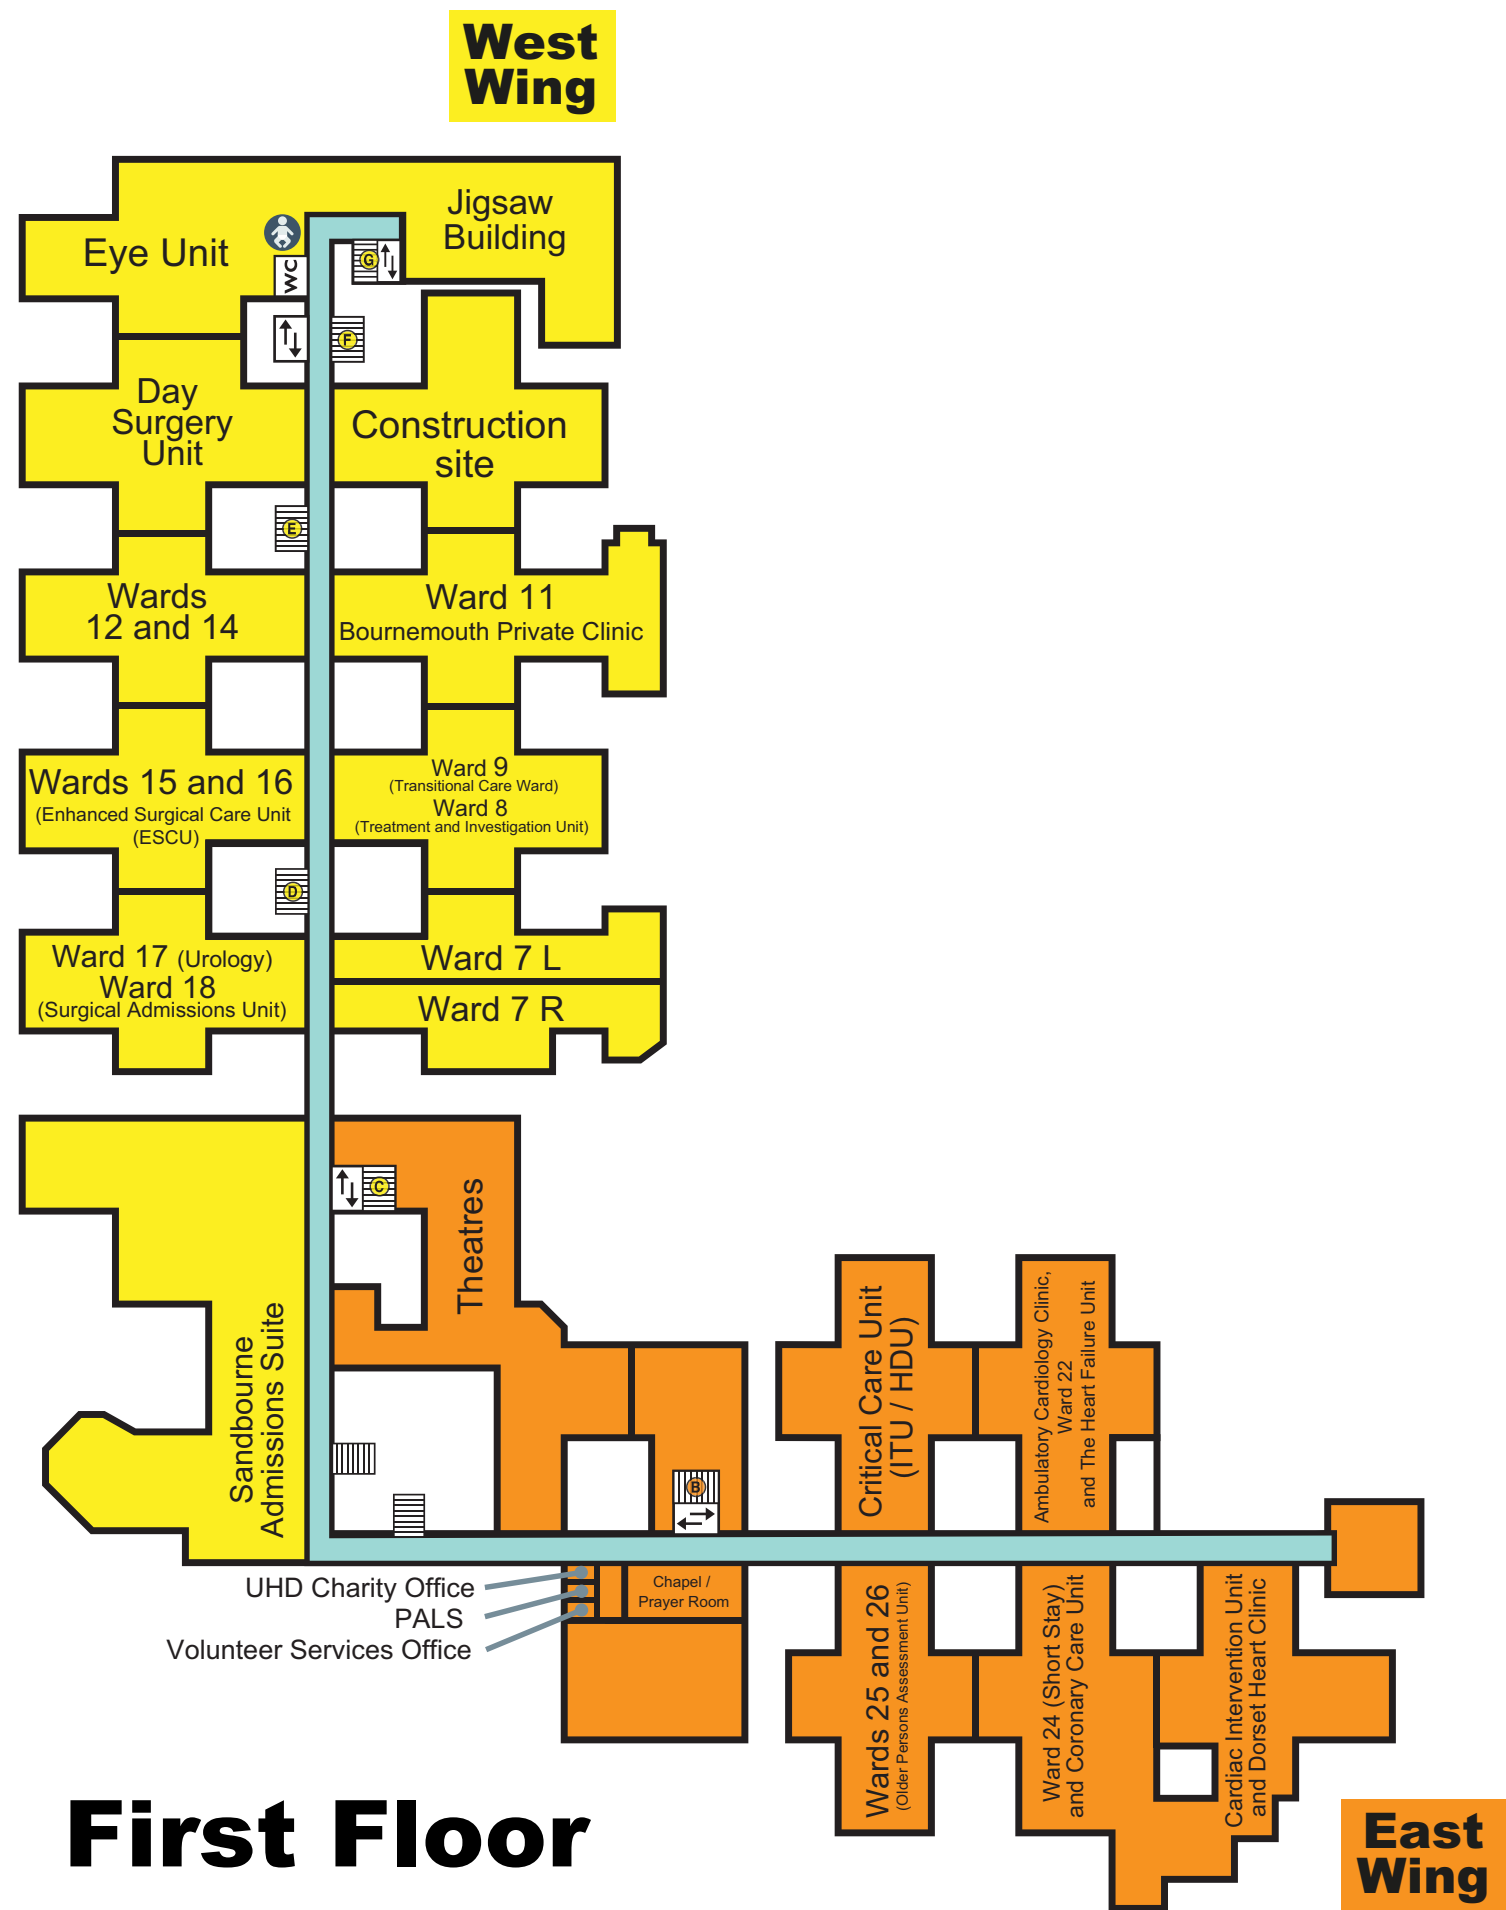 West
Wing
Jigsaw
Building
Eye Unit
WC
G
F
Day
Surgery
Unit
Construction
site
E
Wards
12 and 14
Ward 11
Bournemouth Private Clinic
Wards 15 and 16
(Enhanced Surgical Care Unit
(ESCU)
Ward 9
(Transitional Care Ward)
Ward 8
(Treatment and Investigation Unit)
D
Ward 17 (Urology)
Ward 18
(Surgical Admissions Unit)
Ward 7 L
Ward 7 R
C
Theatres
Sandbourne
Admissions Suite
Critical Care Unit
(ITU / HDU)
Ambulatory Cardiology Clinic,
Ward 22
and The Heart Failure Unit
B
UHD Charity Office
PALS
Volunteer Services Office
Chapel /
Prayer Room
Wards 25 and 26
(Older Persons Assessment Unit)
Ward 24 (Short Stay)
and Coronary Care Unit
Cardiac Intervention Unit
and Dorset Heart Clinic
First Floor
East
Wing